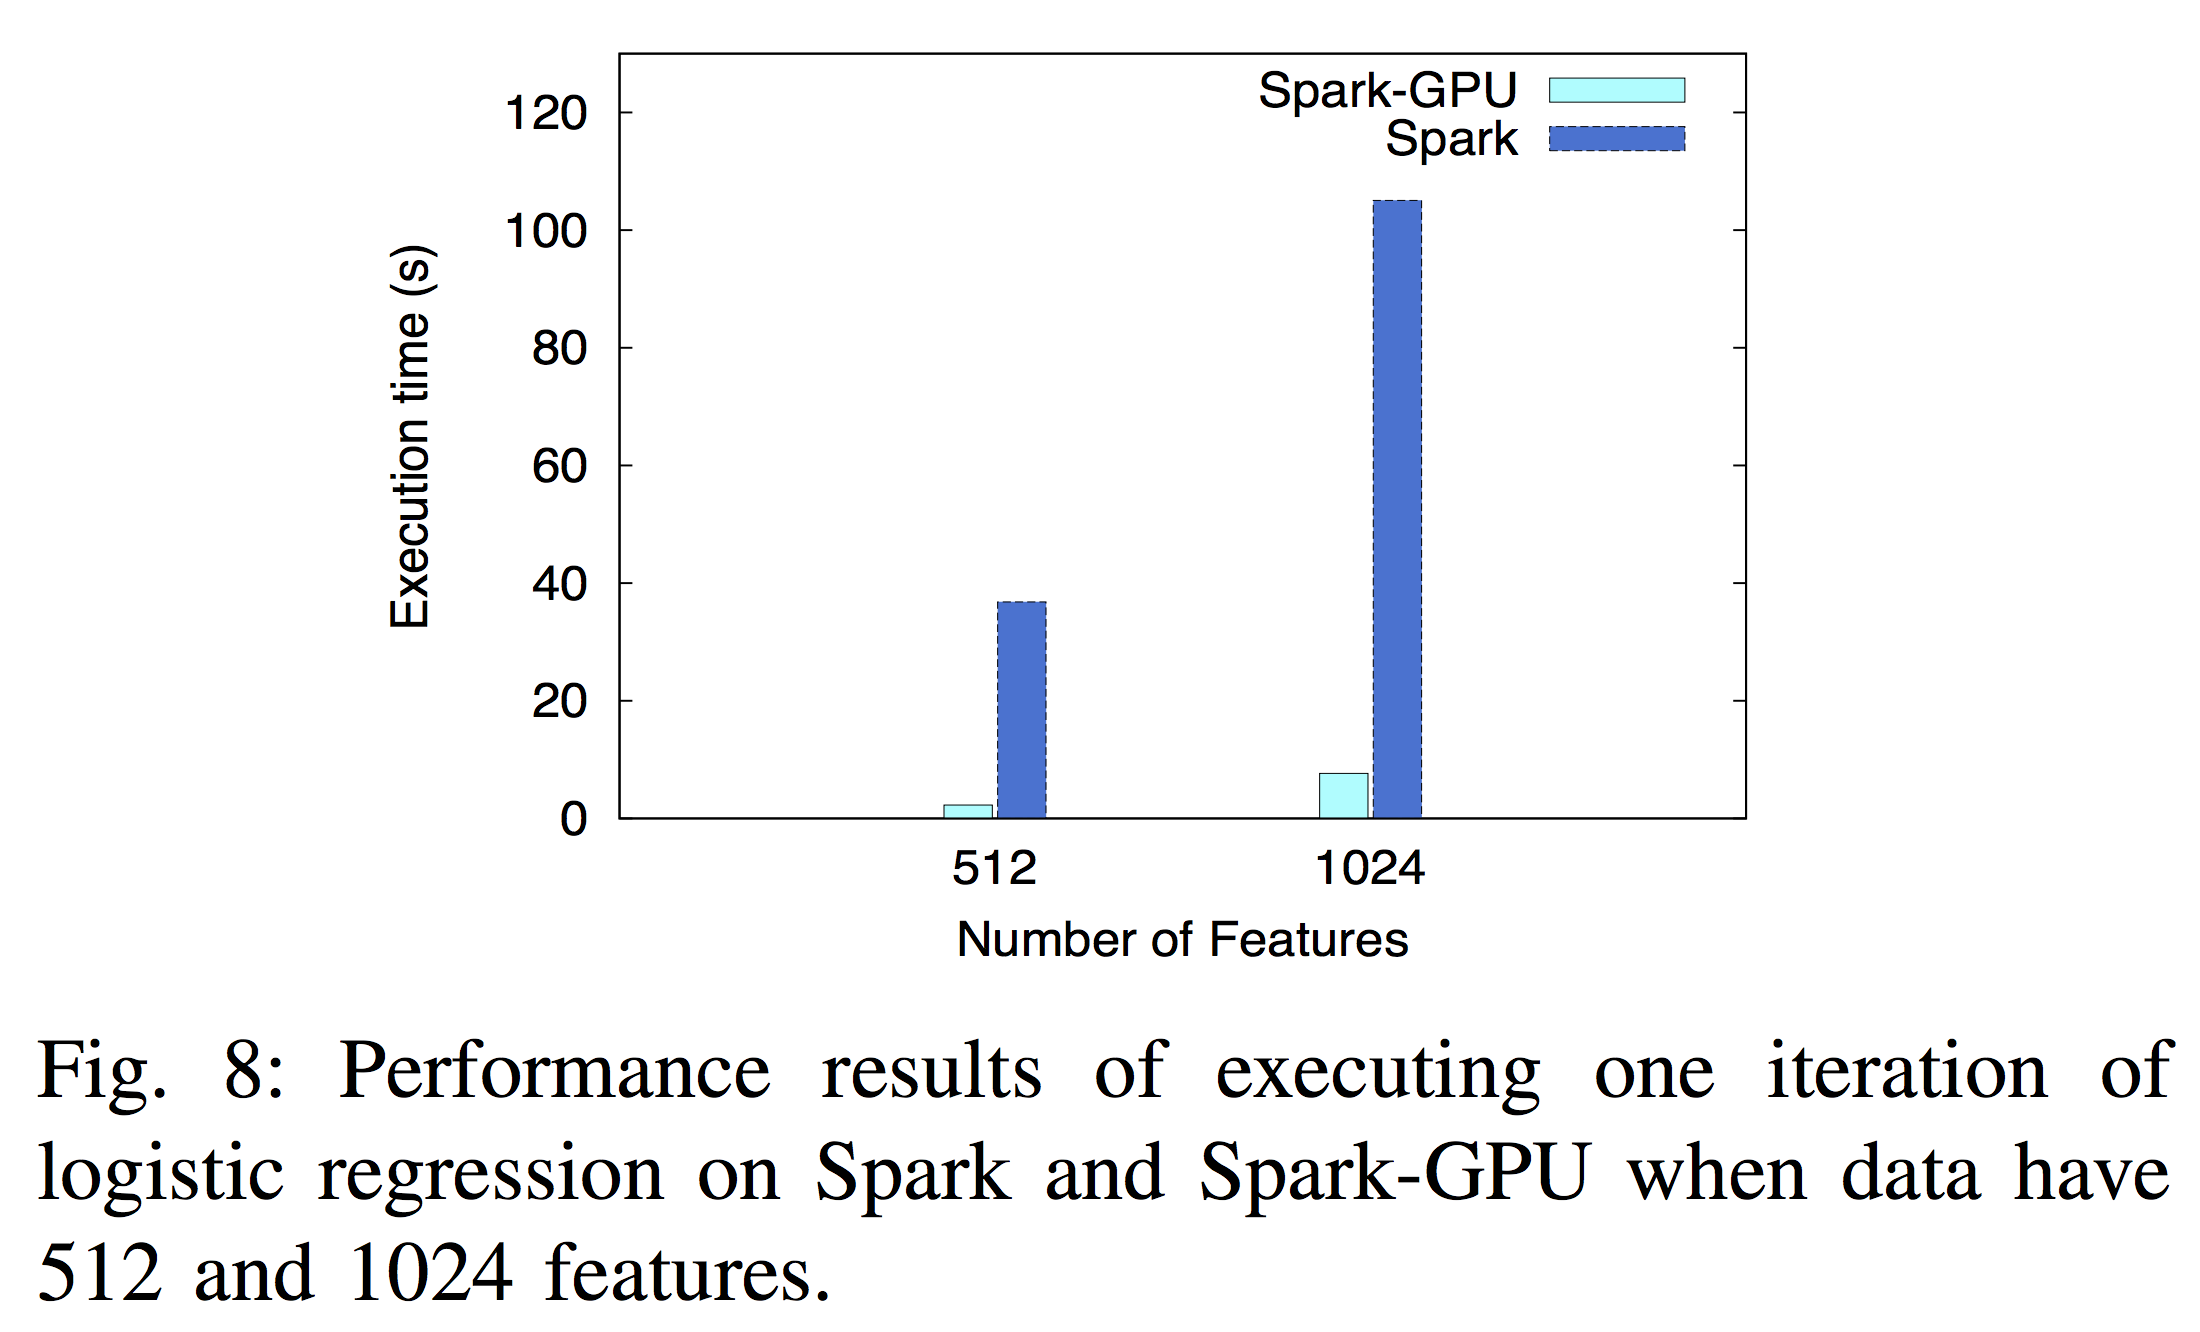 Spark-GPU
Spark
120
100
80
60
40
20
0
Execution time (s)
512 1024
Number of Features
Fig. 8: Performance results of executing one iteration of
logistic regression on Spark and Spark-GPU when data have
512 and 1024 features.